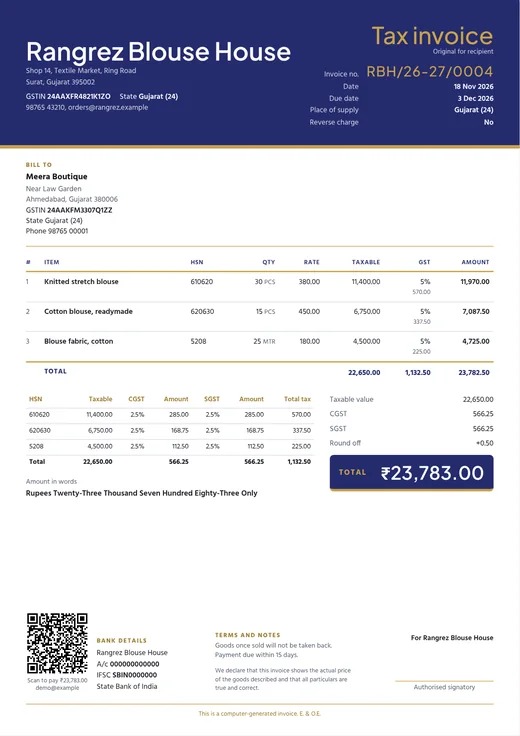 Rangrez Blouse House
Shop 14, Textile Market, Ring Road
Surat, Gujarat 395002
GSTIN 24AAXFR4821K1ZO State Gujarat (24)
98765 43210, orders@rangrez.example
Tax invoice
Original for recipient
Invoice no. RBH/26-27/0004
Date 18 Nov 2026
Due date 3 Dec 2026
Place of supply Gujarat (24)
Reverse charge No
BILL TO
Meera Boutique
Near Law Garden
Ahmedabad, Gujarat 380006
GSTIN 24AAKFM3307Q1ZZ
State Gujarat (24)
Phone 98765 00001
# ITEM HSN QTY RATE TAXABLE GST AMOUNT
1 Knitted stretch blouse 610620 30 PCS 380.00 11,400.00 5% 11,970.00
570.00
2 Cotton blouse, readymade 620630 15 PCS 450.00 6,750.00 5% 7,087.50
337.50
3 Blouse fabric, cotton 5208 25 MTR 180.00 4,500.00 5% 4,725.00
225.00
TOTAL 22,650.00 1,132.50 23,782.50
HSN Taxable CGST Amount SGST Amount Total tax
610620 11,400.00 2.5% 285.00 2.5% 285.00 570.00
620630 6,750.00 2.5% 168.75 2.5% 168.75 337.50
5208 4,500.00 2.5% 112.50 2.5% 112.50 225.00
Total 22,650.00 566.25 566.25 1,132.50
Amount in words
Rupees Twenty-Three Thousand Seven Hundred Eighty-Three Only
Taxable value 22,650.00
CGST 566.25
SGST 566.25
Round off +0.50
TOTAL ₹23,783.00
Scan to pay ₹23,783.00
demo@example
BANK DETAILS
Rangrez Blouse House
A/c 000000000000
IFSC SBIN0000000
State Bank of India
TERMS AND NOTES
Goods once sold will not be taken back.
Payment due within 15 days.
We declare that this invoice shows the actual price
of the goods described and that all particulars are
true and correct.
For Rangrez Blouse House
Authorised signatory
This is a computer-generated invoice. E. & O.E.